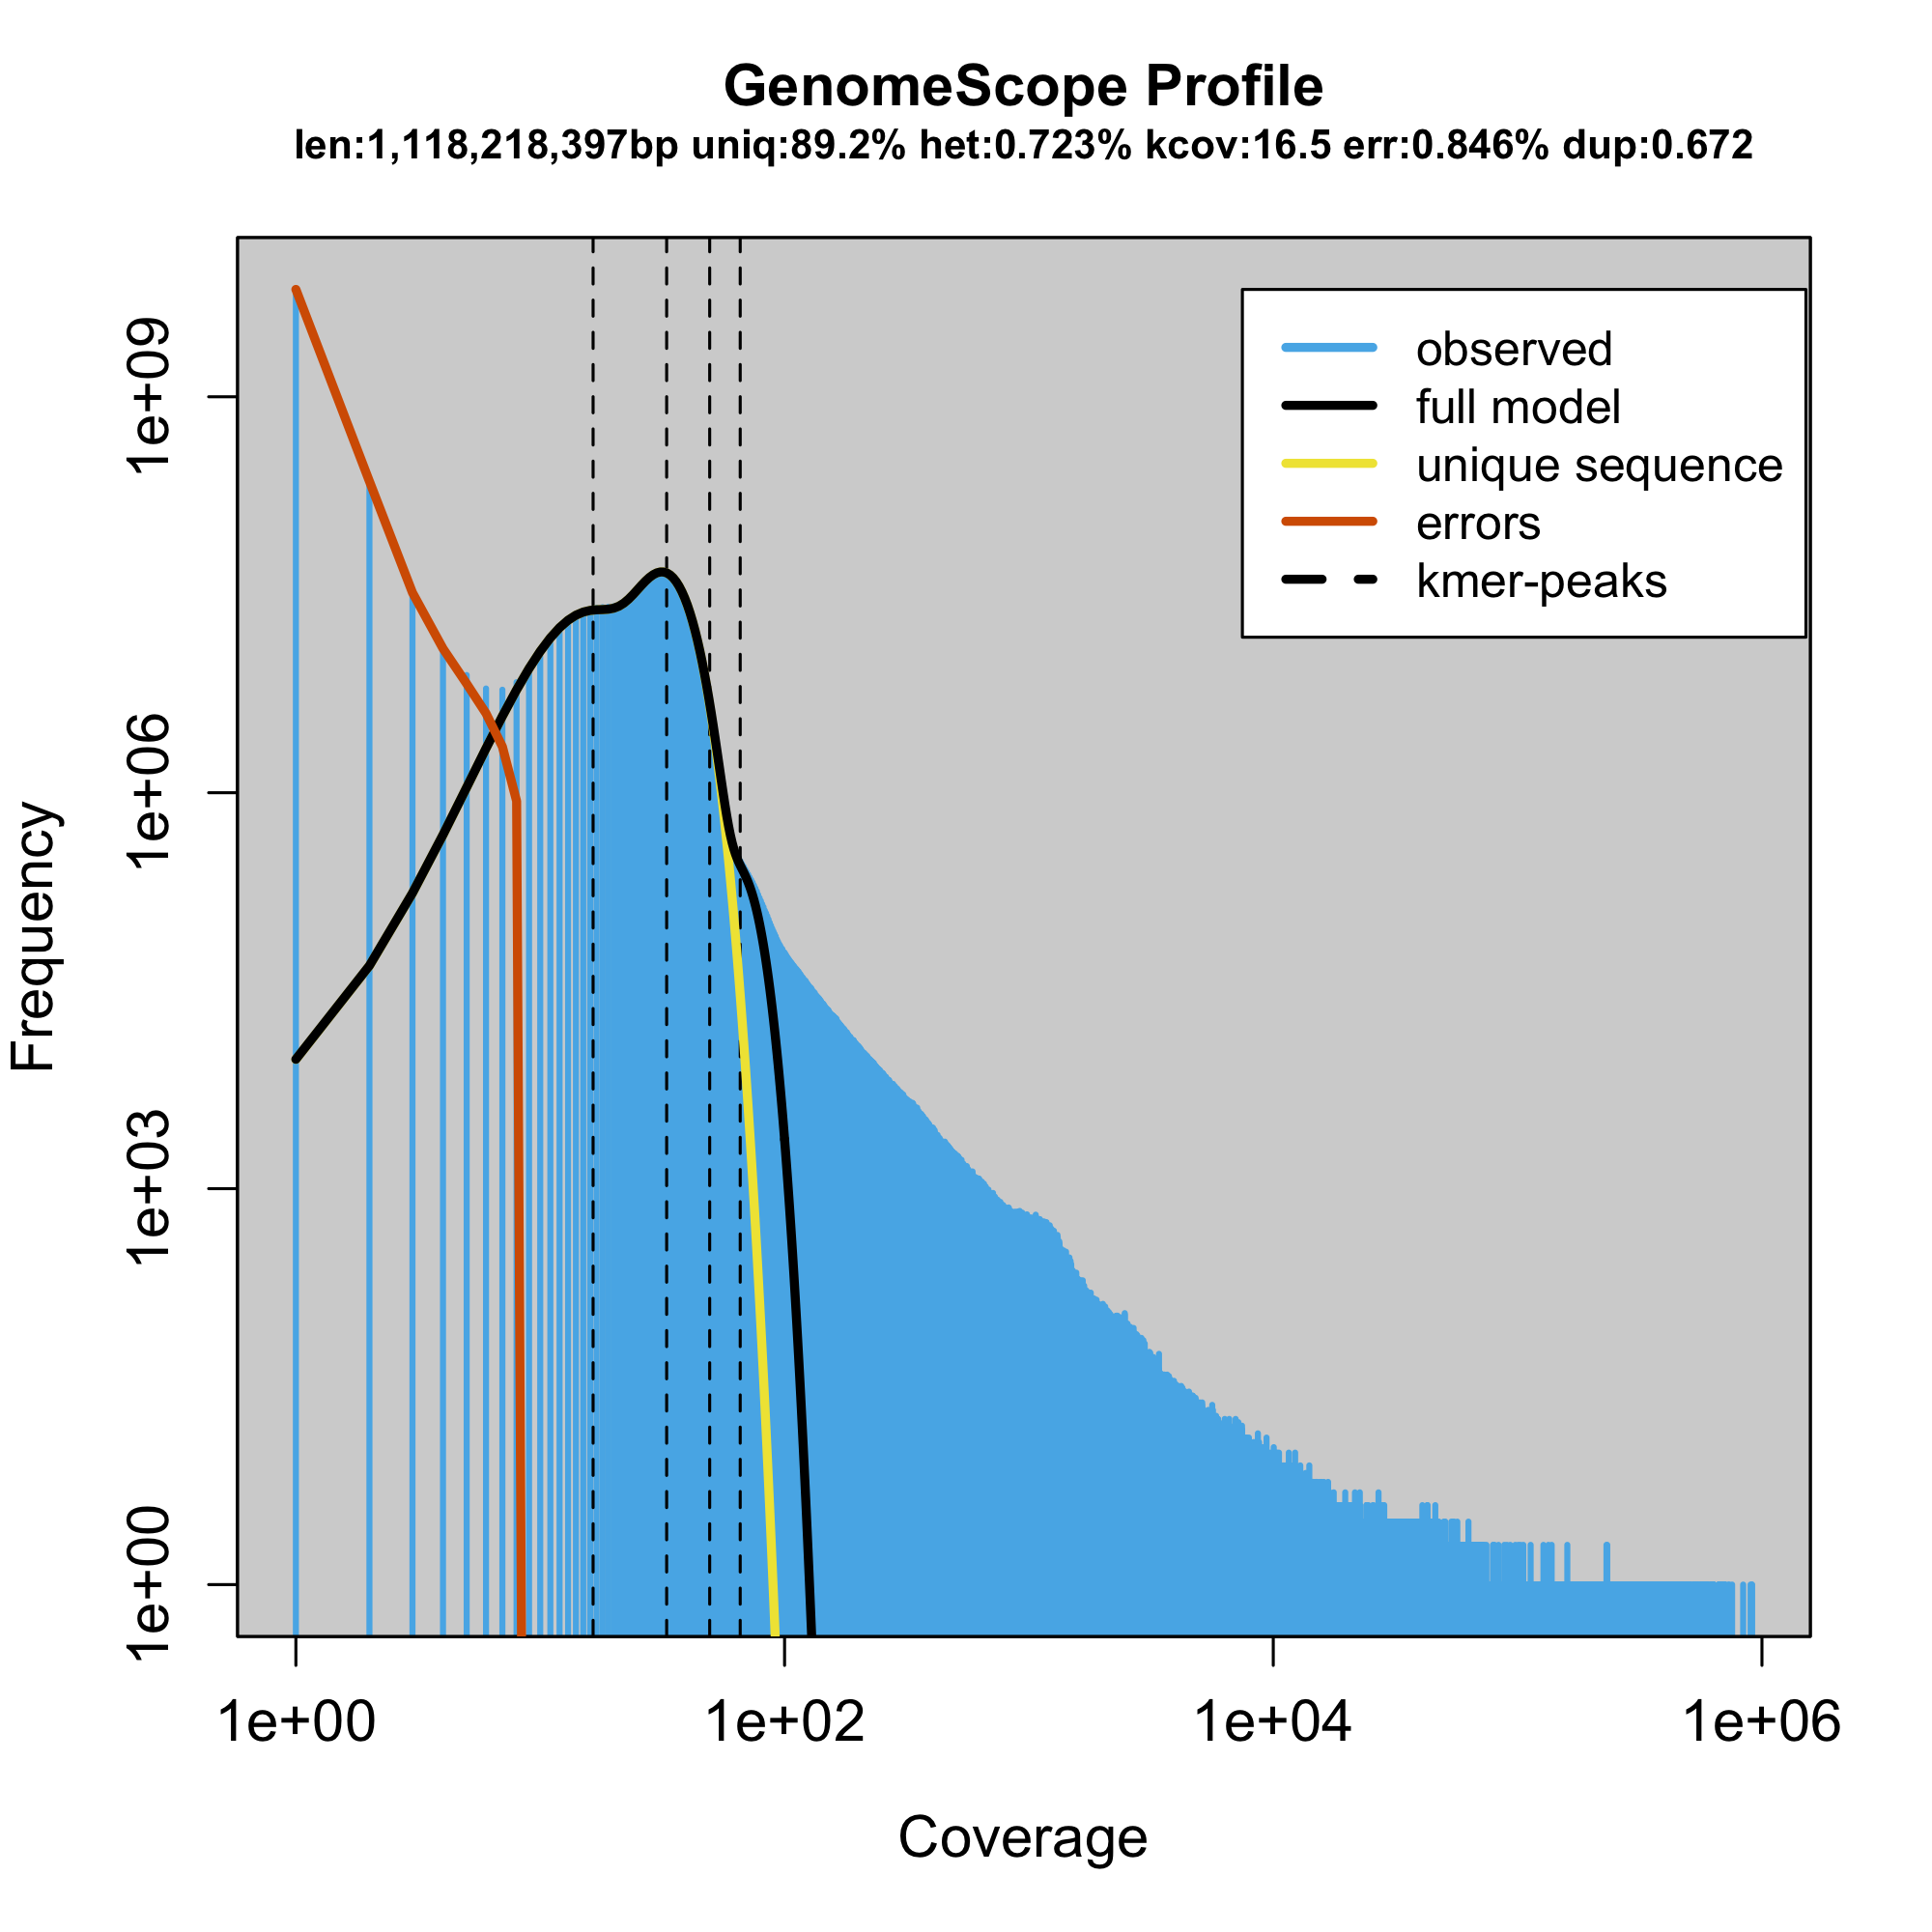 GenomeScope Profile
len:1,118,218,397bp uniq:89.2% het:0.723% kcov:16.5 err:0.846% dup:0.672
observed
full model
unique sequence
errors
kmer-peaks
Frequency
1e+09
1e+06
1e+03
1e+00
1e+00 1e+02 1e+04 1e+06
Coverage